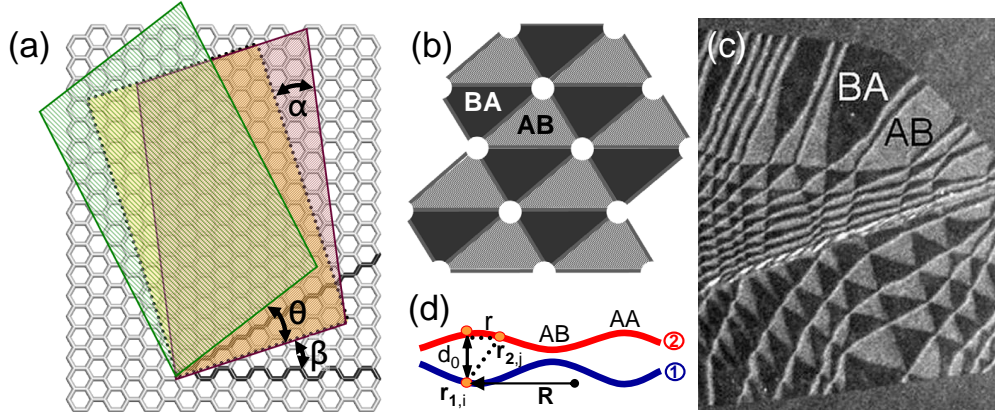 (a)
α
θ
β
(b)
BA
AB
(c)
BA
AB
(d)
r
AB
AA
②
d₀
r₂,ⱼ
①
r₁,ᵢ
R